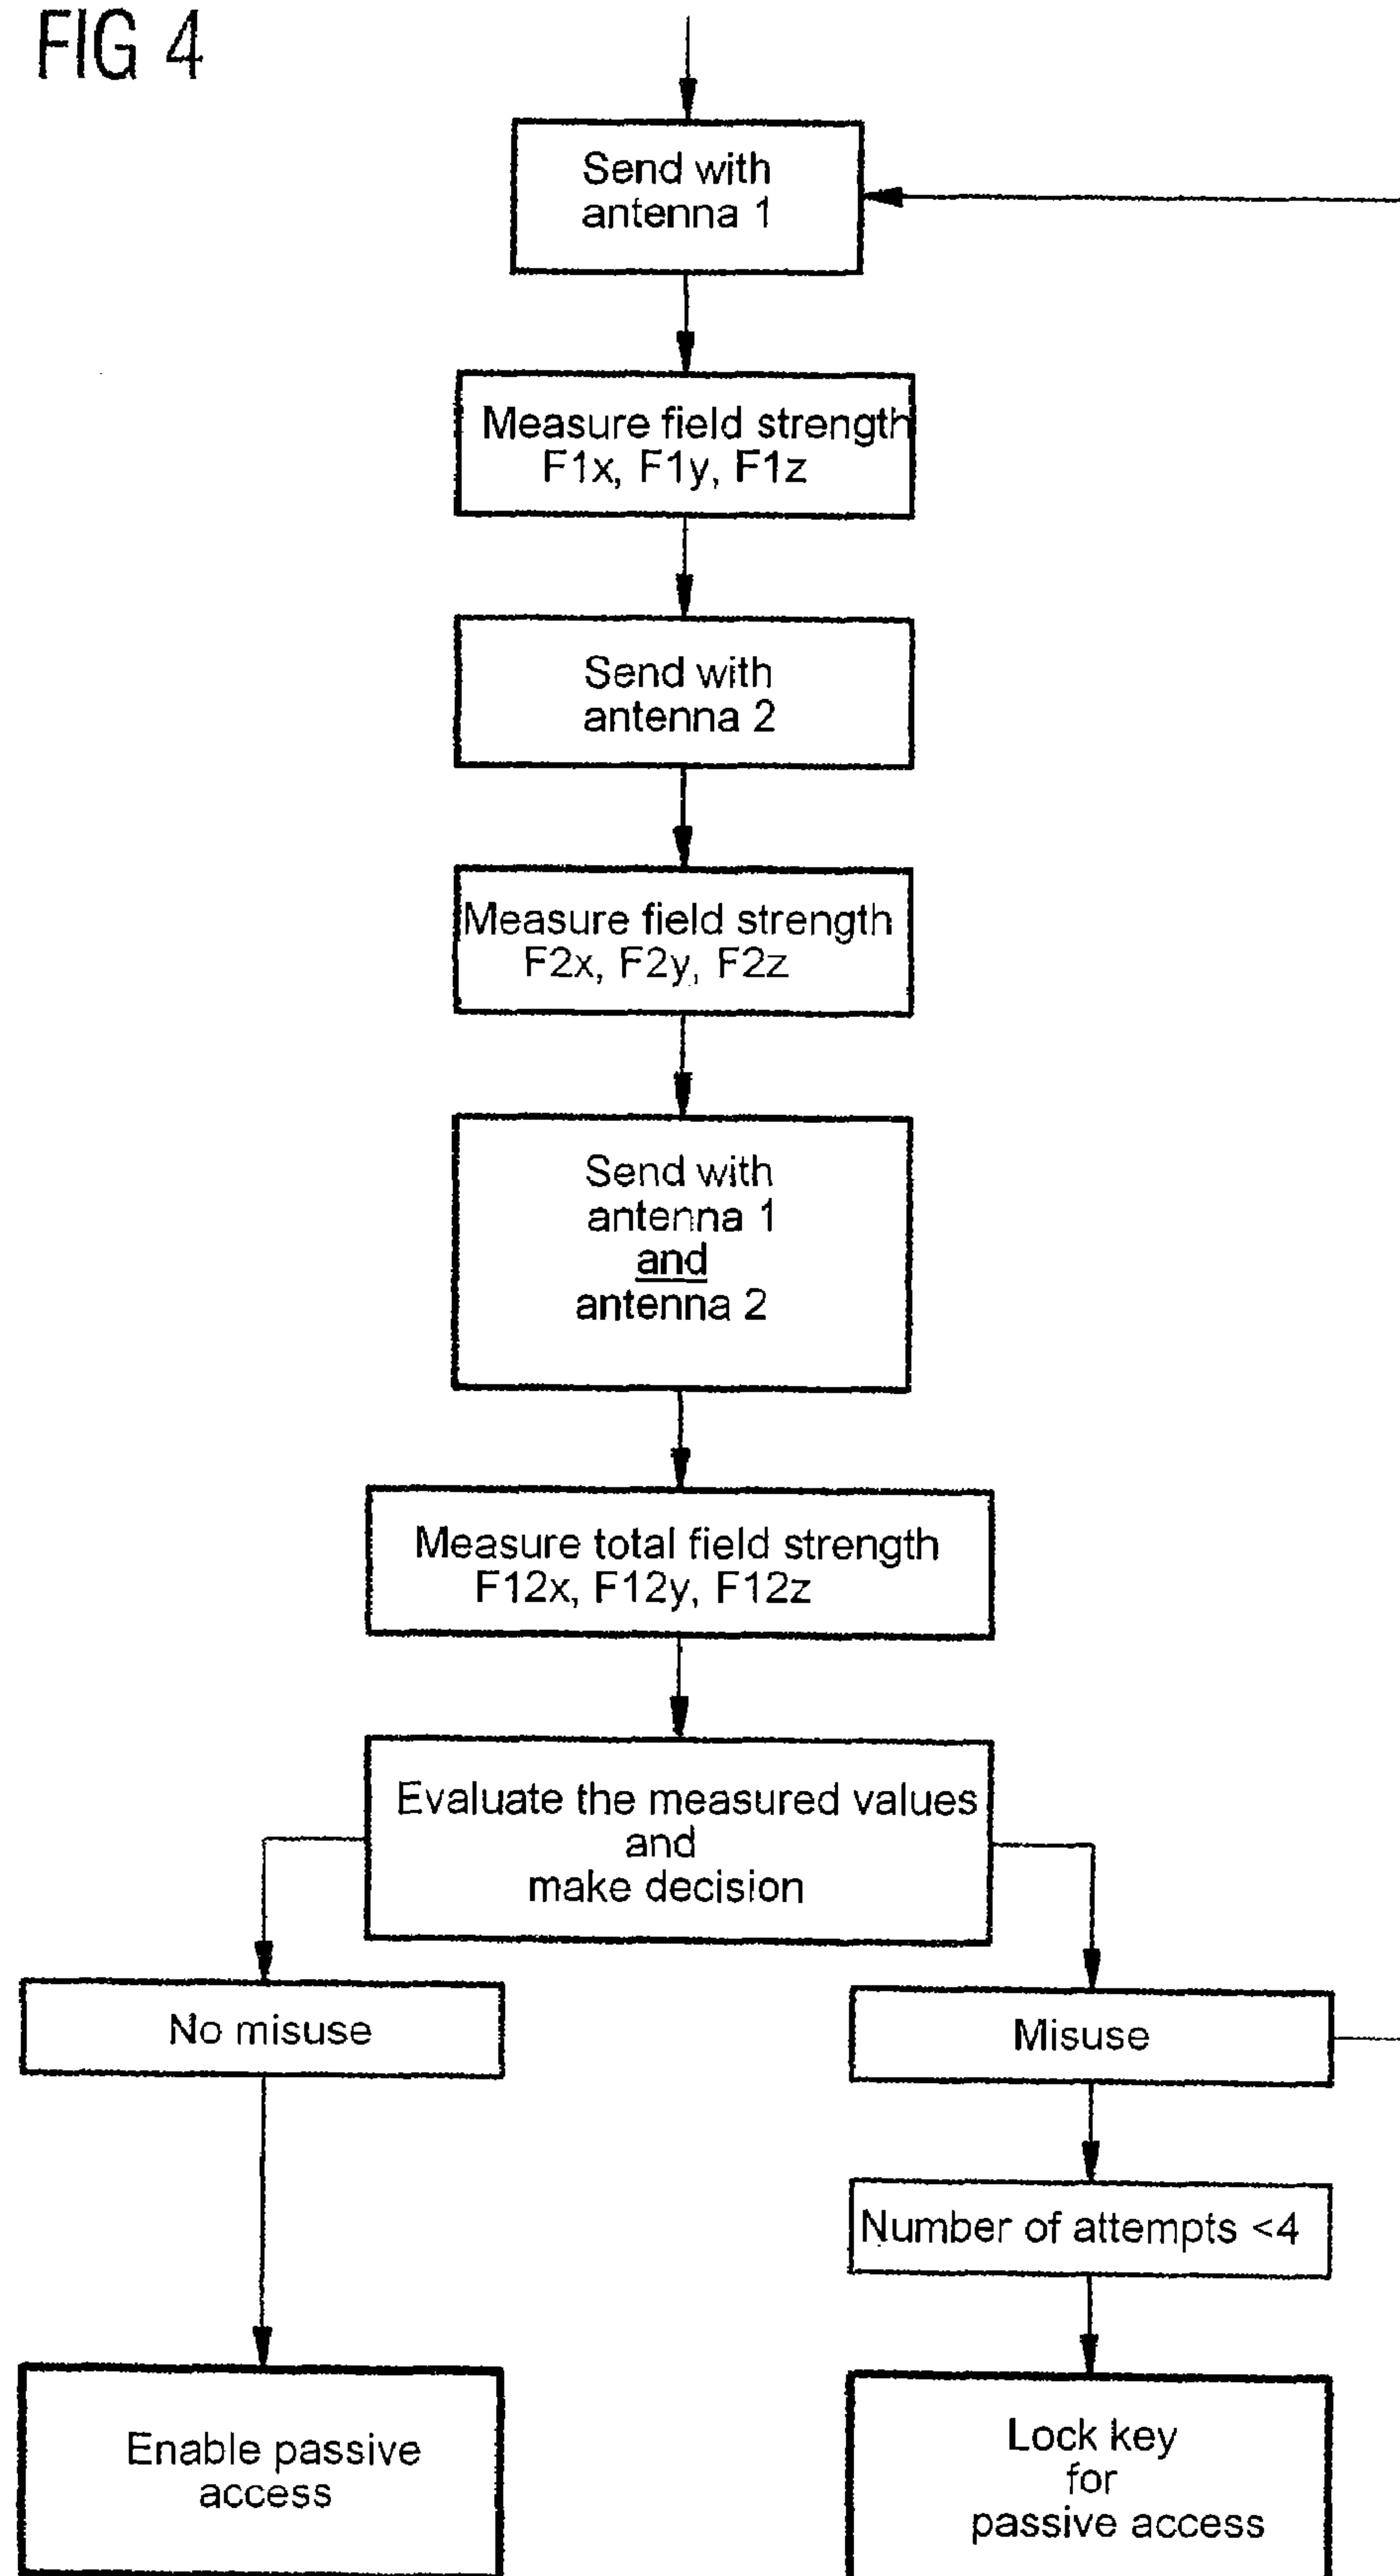 FIG 4
Send with
antenna 1
Measure field strength
F1x, F1y, F1z
Send with
antenna 2
Measure field strength
F2x, F2y, F2z
Send with
antenna 1
and
antenna 2
Measure total field strength
F12x, F12y, F12z
Evaluate the measured values
and
make decision
No misuse
Misuse
Number of attempts <4
Enable passive
access
Lock key
for
passive access